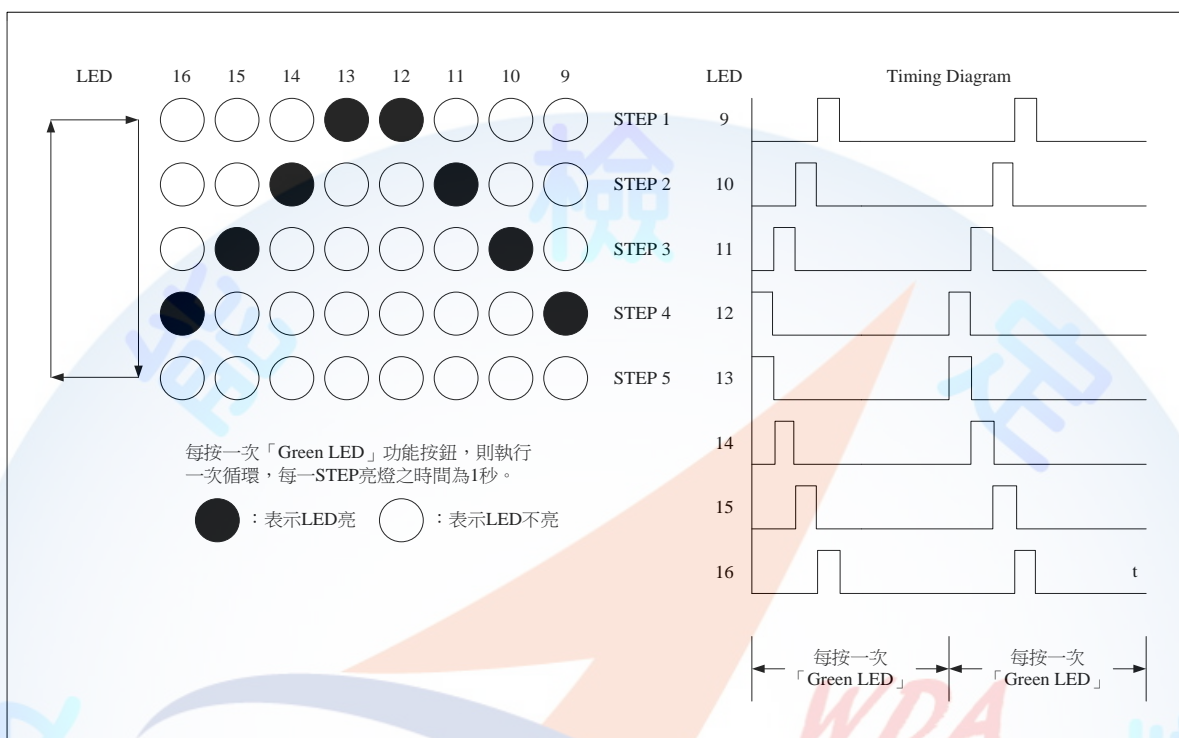 LED 16 15 14 13 12 11 10 9
STEP 1
STEP 2
STEP 3
STEP 4
STEP 5
每按一次「Green LED」功能按鈕，則執行
一次循環，每一STEP亮燈之時間為1秒。
：表示LED亮 ：表示LED不亮
LED Timing Diagram
9
10
11
12
13
14
15
16 t
每按一次 每按一次
「Green LED」 「Green LED」
能
檢
定
WDA